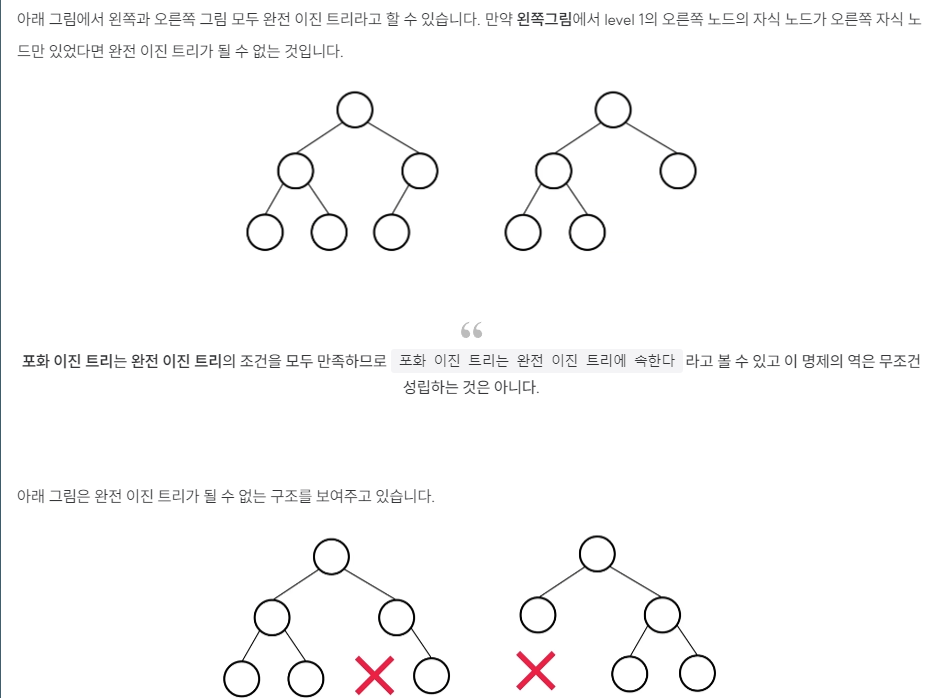 아래 그림에서 왼쪽과 오른쪽 그림 모두 완전 이진 트리라고 할 수 있습니다. 만약 왼쪽그림에서 level 1의 오른쪽 노드의 자식 노드가 오른쪽 자식 노
드만 있었다면 완전 이진 트리가 될 수 없는 것입니다.
“
포화 이진 트리는 완전 이진 트리의 조건을 모두 만족하므로 포화 이진 트리는 완전 이진 트리에 속한다 라고 볼 수 있고 이 명제의 역은 무조건
성립하는 것은 아니다.
아래 그림은 완전 이진 트리가 될 수 없는 구조를 보여주고 있습니다.